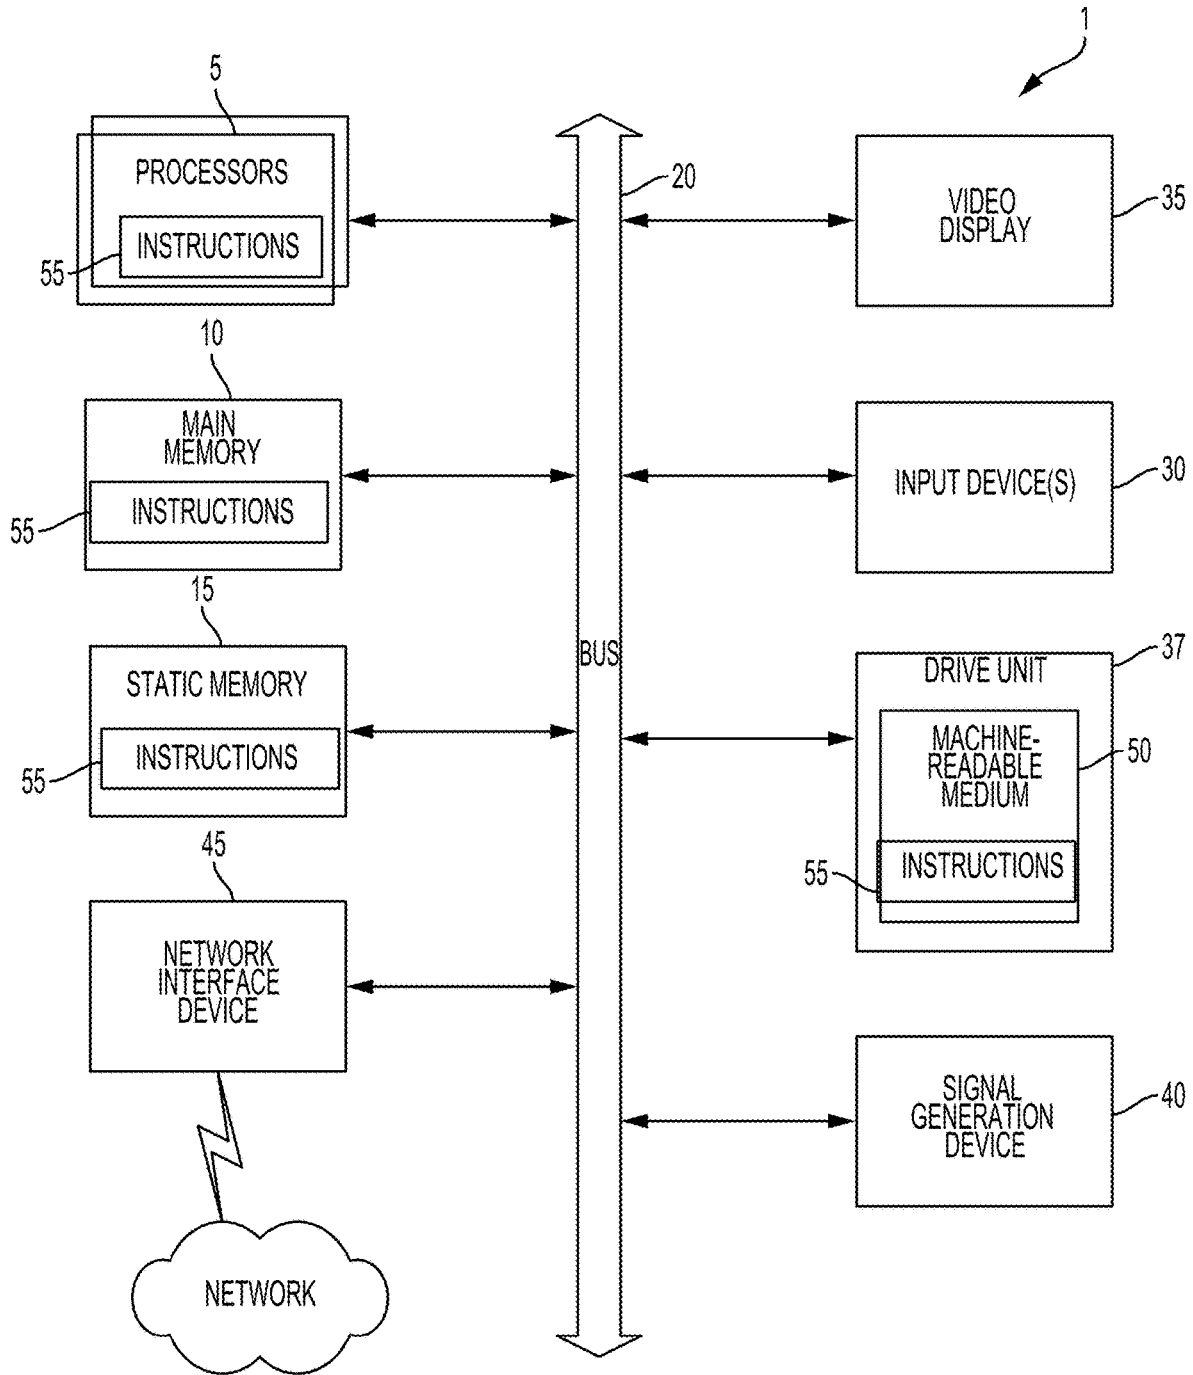 1
5
PROCESSORS
INSTRUCTIONS
55
10
MAIN
MEMORY
INSTRUCTIONS
55
15
STATIC MEMORY
INSTRUCTIONS
55
45
NETWORK
INTERFACE
DEVICE
NETWORK
20
BUS
VIDEO
DISPLAY
35
INPUT DEVICE(S)
30
37
DRIVE UNIT
MACHINE-
READABLE
MEDIUM
50
INSTRUCTIONS
55
SIGNAL
GENERATION
DEVICE
40